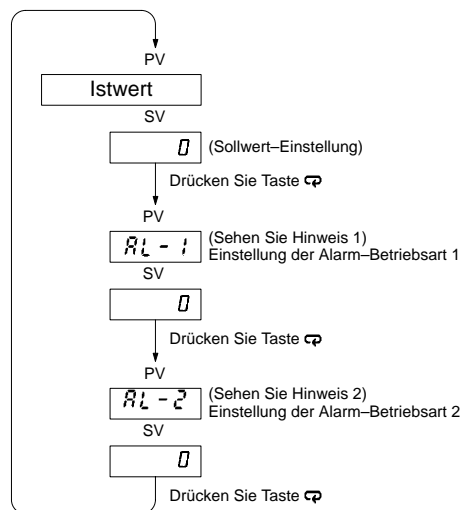 PV
Istwert
SV
0 (Sollwert–Einstellung)
Drücken Sie Taste
PV
AL - 1 (Sehen Sie Hinweis 1)
Einstellung der Alarm–Betriebsart 1
SV
0
Drücken Sie Taste
PV
AL - 2 (Sehen Sie Hinweis 2)
Einstellung der Alarm–Betriebsart 2
SV
0
Drücken Sie Taste